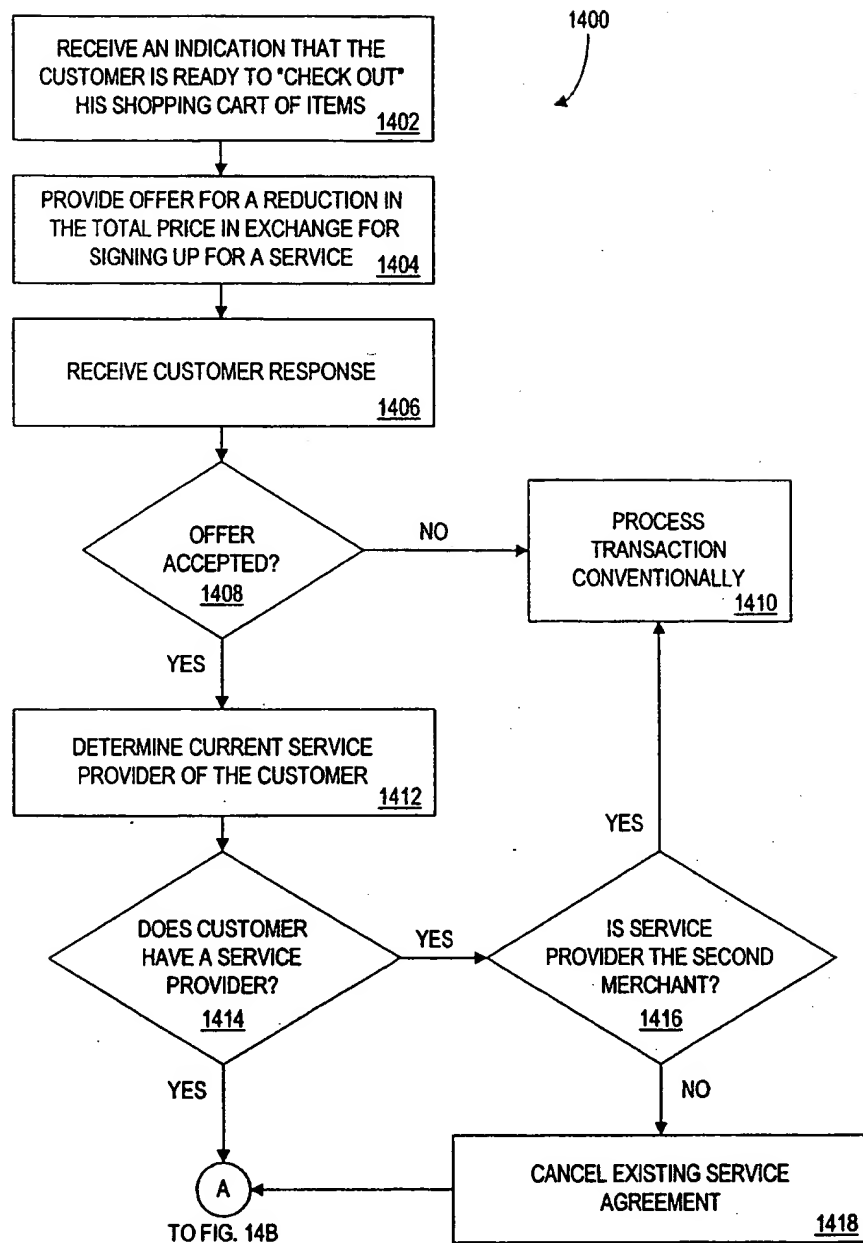 1400
RECEIVE AN INDICATION THAT THE
CUSTOMER IS READY TO "CHECK OUT"
HIS SHOPPING CART OF ITEMS
1402
PROVIDE OFFER FOR A REDUCTION IN
THE TOTAL PRICE IN EXCHANGE FOR
SIGNING UP FOR A SERVICE
1404
RECEIVE CUSTOMER RESPONSE
1406
OFFER
ACCEPTED?
1408
NO
PROCESS
TRANSACTION
CONVENTIONALLY
1410
YES
DETERMINE CURRENT SERVICE
PROVIDER OF THE CUSTOMER
1412
YES
DOES CUSTOMER
HAVE A SERVICE
PROVIDER?
1414
YES
IS SERVICE
PROVIDER THE SECOND
MERCHANT?
1416
YES
NO
A
TO FIG. 14B
CANCEL EXISTING SERVICE
AGREEMENT
1418